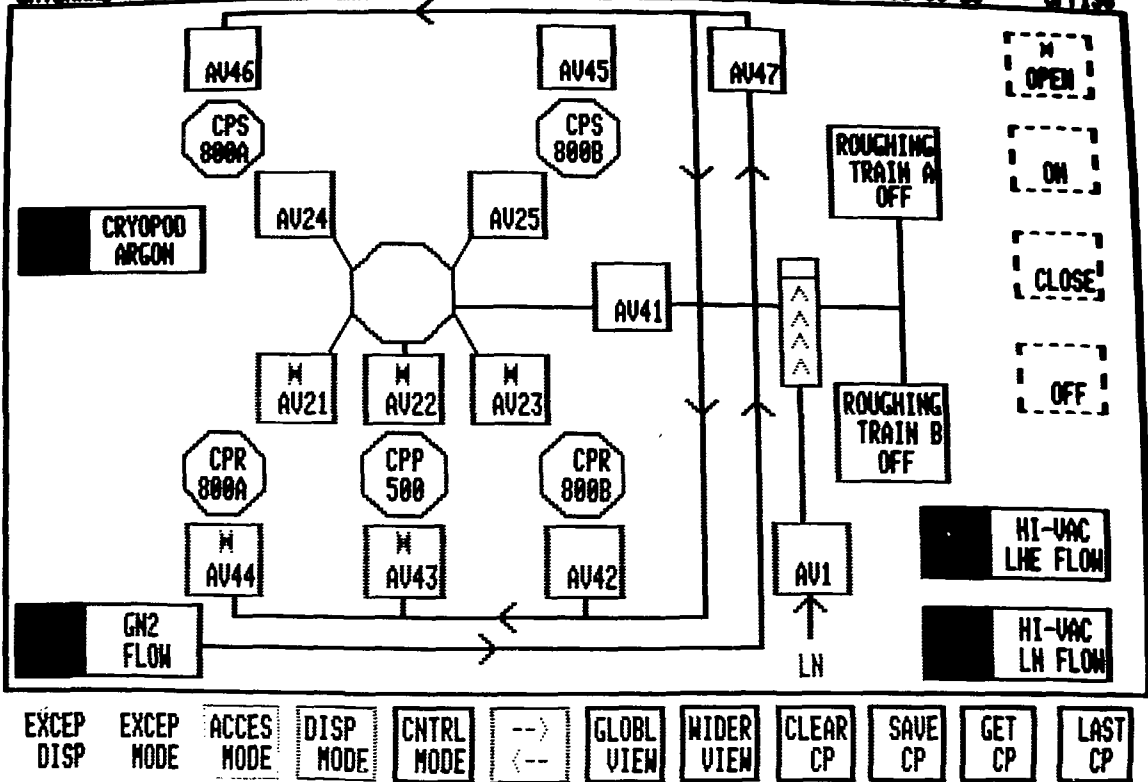 AV46
AV45
AV47
M
OPEN
CPS
800A
CPS
800B
ROUGHING
TRAIN A
OFF
ON
AV24
AV25
CRYOPOD
ARGON
CLOSE
AV41
M
AV21
M
AV22
M
AV23
OFF
ROUGHING
TRAIN B
OFF
CPR
800A
CPP
500
CPR
800B
M
AV44
M
AV43
AV42
AV1
HI-VAC
LHE FLOW
GN2
FLOW
LN
HI-VAC
LN FLOW
EXCEP
DISP
EXCEP
MODE
ACCES
MODE
DISP
MODE
CNTRL
MODE
-->
<--
GLOBL
VIEW
WIDER
VIEW
CLEAR
CP
SAVE
CP
GET
CP
LAST
CP